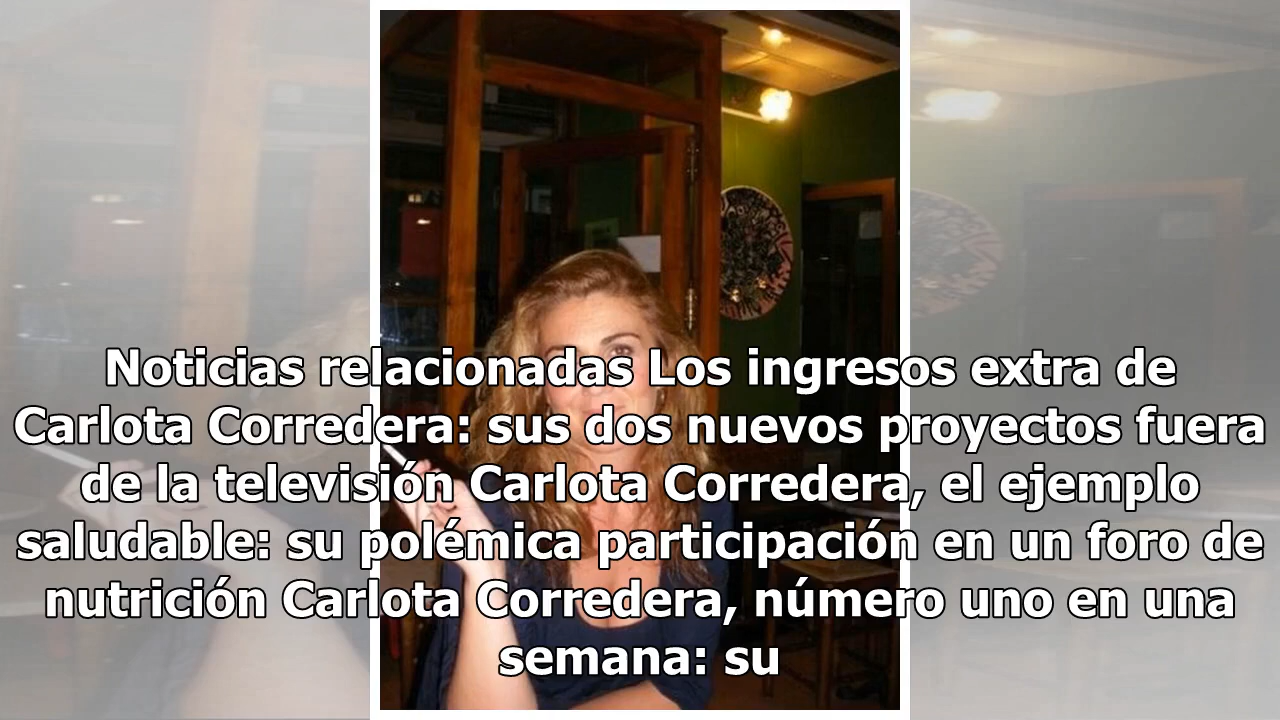 Noticias relacionadas Los ingresos extra de
Carlota Corredera: sus dos nuevos proyectos fuera
de la televisión Carlota Corredera, el ejemplo
saludable: su polémica participación en un foro de
nutrición Carlota Corredera, número uno en una
semana: su